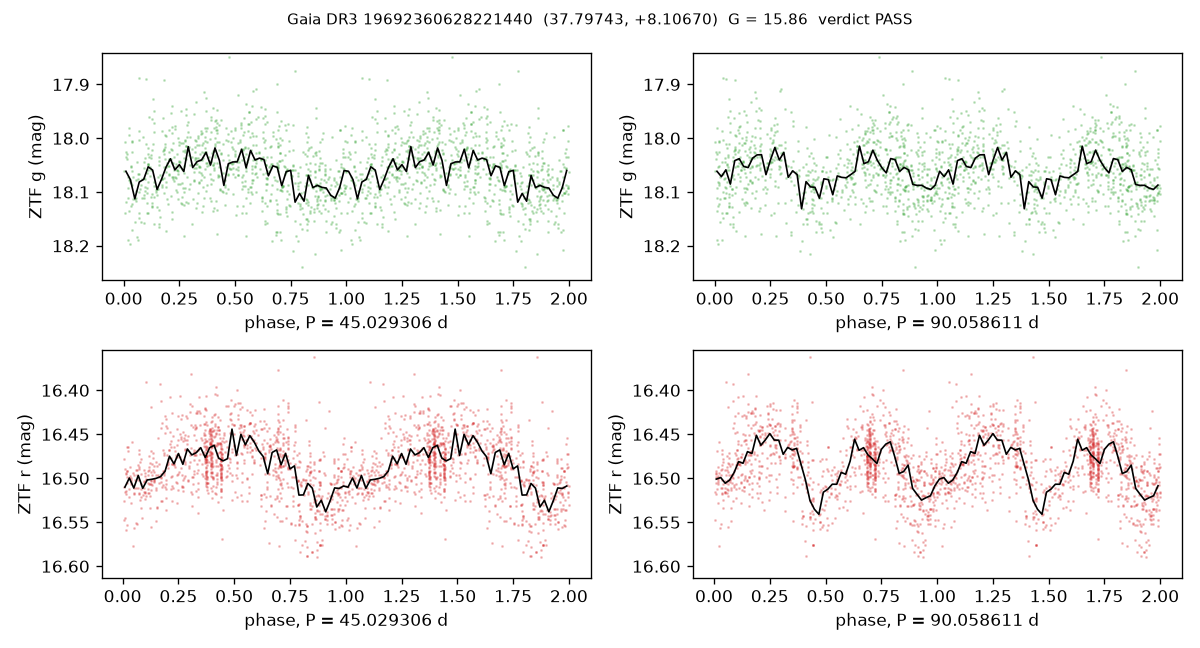 Gaia DR3 19692360628221440 (37.79743, +8.10670) G = 15.86 verdict PASS
ZTF g (mag)
17.9
18.0
18.1
18.2
0.00 0.25 0.50 0.75 1.00 1.25 1.50 1.75 2.00
phase, P = 45.029306 d
ZTF g (mag)
17.9
18.0
18.1
18.2
0.00 0.25 0.50 0.75 1.00 1.25 1.50 1.75 2.00
phase, P = 90.058611 d
ZTF r (mag)
16.40
16.45
16.50
16.55
16.60
0.00 0.25 0.50 0.75 1.00 1.25 1.50 1.75 2.00
phase, P = 45.029306 d
ZTF r (mag)
16.40
16.45
16.50
16.55
16.60
0.00 0.25 0.50 0.75 1.00 1.25 1.50 1.75 2.00
phase, P = 90.058611 d